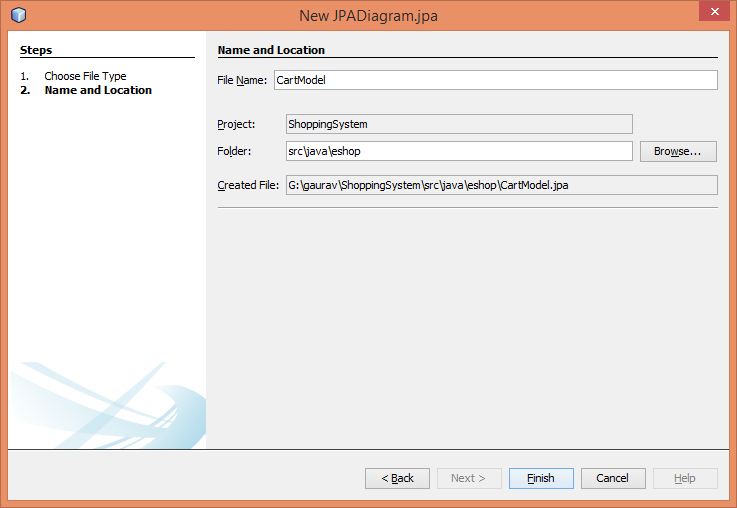 New JPADiagram.jpa
Steps
1. Choose File Type
2. Name and Location
Name and Location
File Name: CartModel
Project: ShoppingSystem
Folder: src\java\eshop Browse...
Created File: G:\gaurav\ShoppingSystem\src\java\eshop\CartModel.jpa
< Back Next > Finish Cancel Help